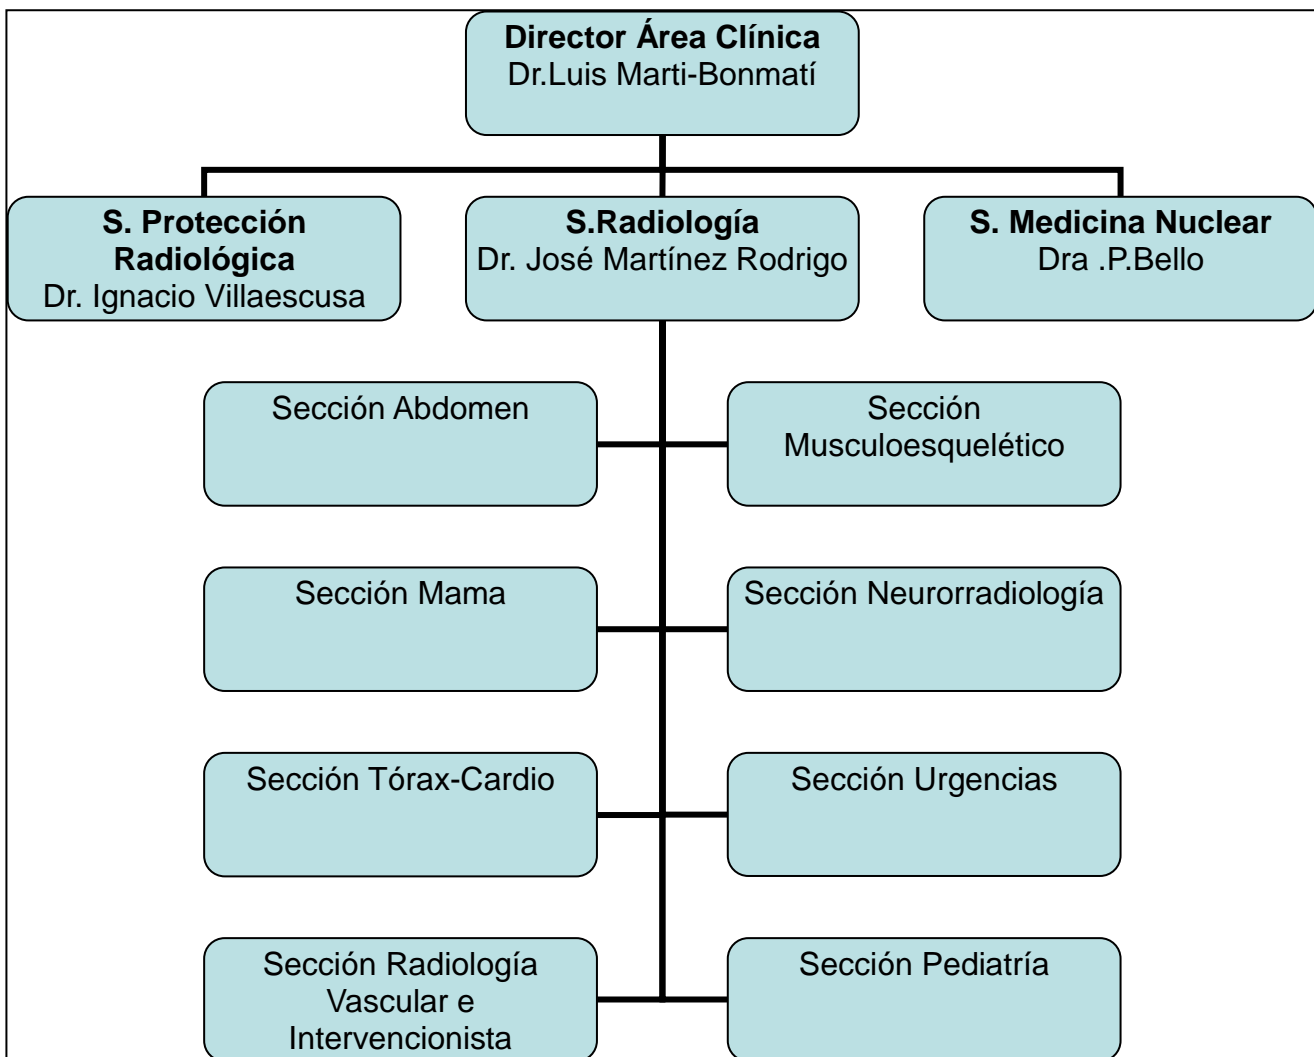 Director Área Clínica
Dr.Luis Marti-Bonmatí
S. Protección
Radiológica
Dr. Ignacio Villaescusa
S.Radiología
Dr. José Martínez Rodrigo
S. Medicina Nuclear
Dra .P.Bello
Sección Abdomen
Sección
Musculoesquelético
Sección Mama
Sección Neurorradiología
Sección Tórax-Cardio
Sección Urgencias
Sección Radiología
Vascular e
Intervencionista
Sección Pediatría